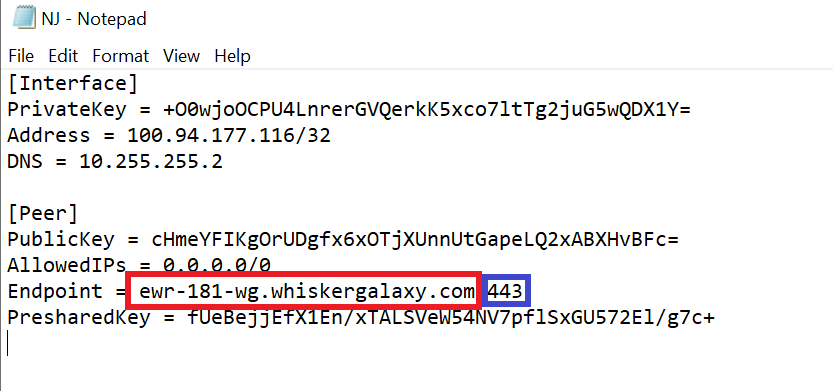 NJ - Notepad
File Edit Format View Help
[Interface]
PrivateKey = +O0wjoOCPU4LnrerGVQerkK5xco7ltTg2juG5wQDX1Y=
Address = 100.94.177.116/32
DNS = 10.255.255.2
[Peer]
PublicKey = cHmeYFIKgOrUDgfx6xOTjXUnnUtGapeLQ2xABXHvBFc=
AllowedIPs = 0.0.0.0/0
Endpoint = ewr-181-wg.whiskergalaxy.com 443
PresharedKey = fUeBejjEfX1En/xTALSVeW54NV7pflSxGU572El/g7c+